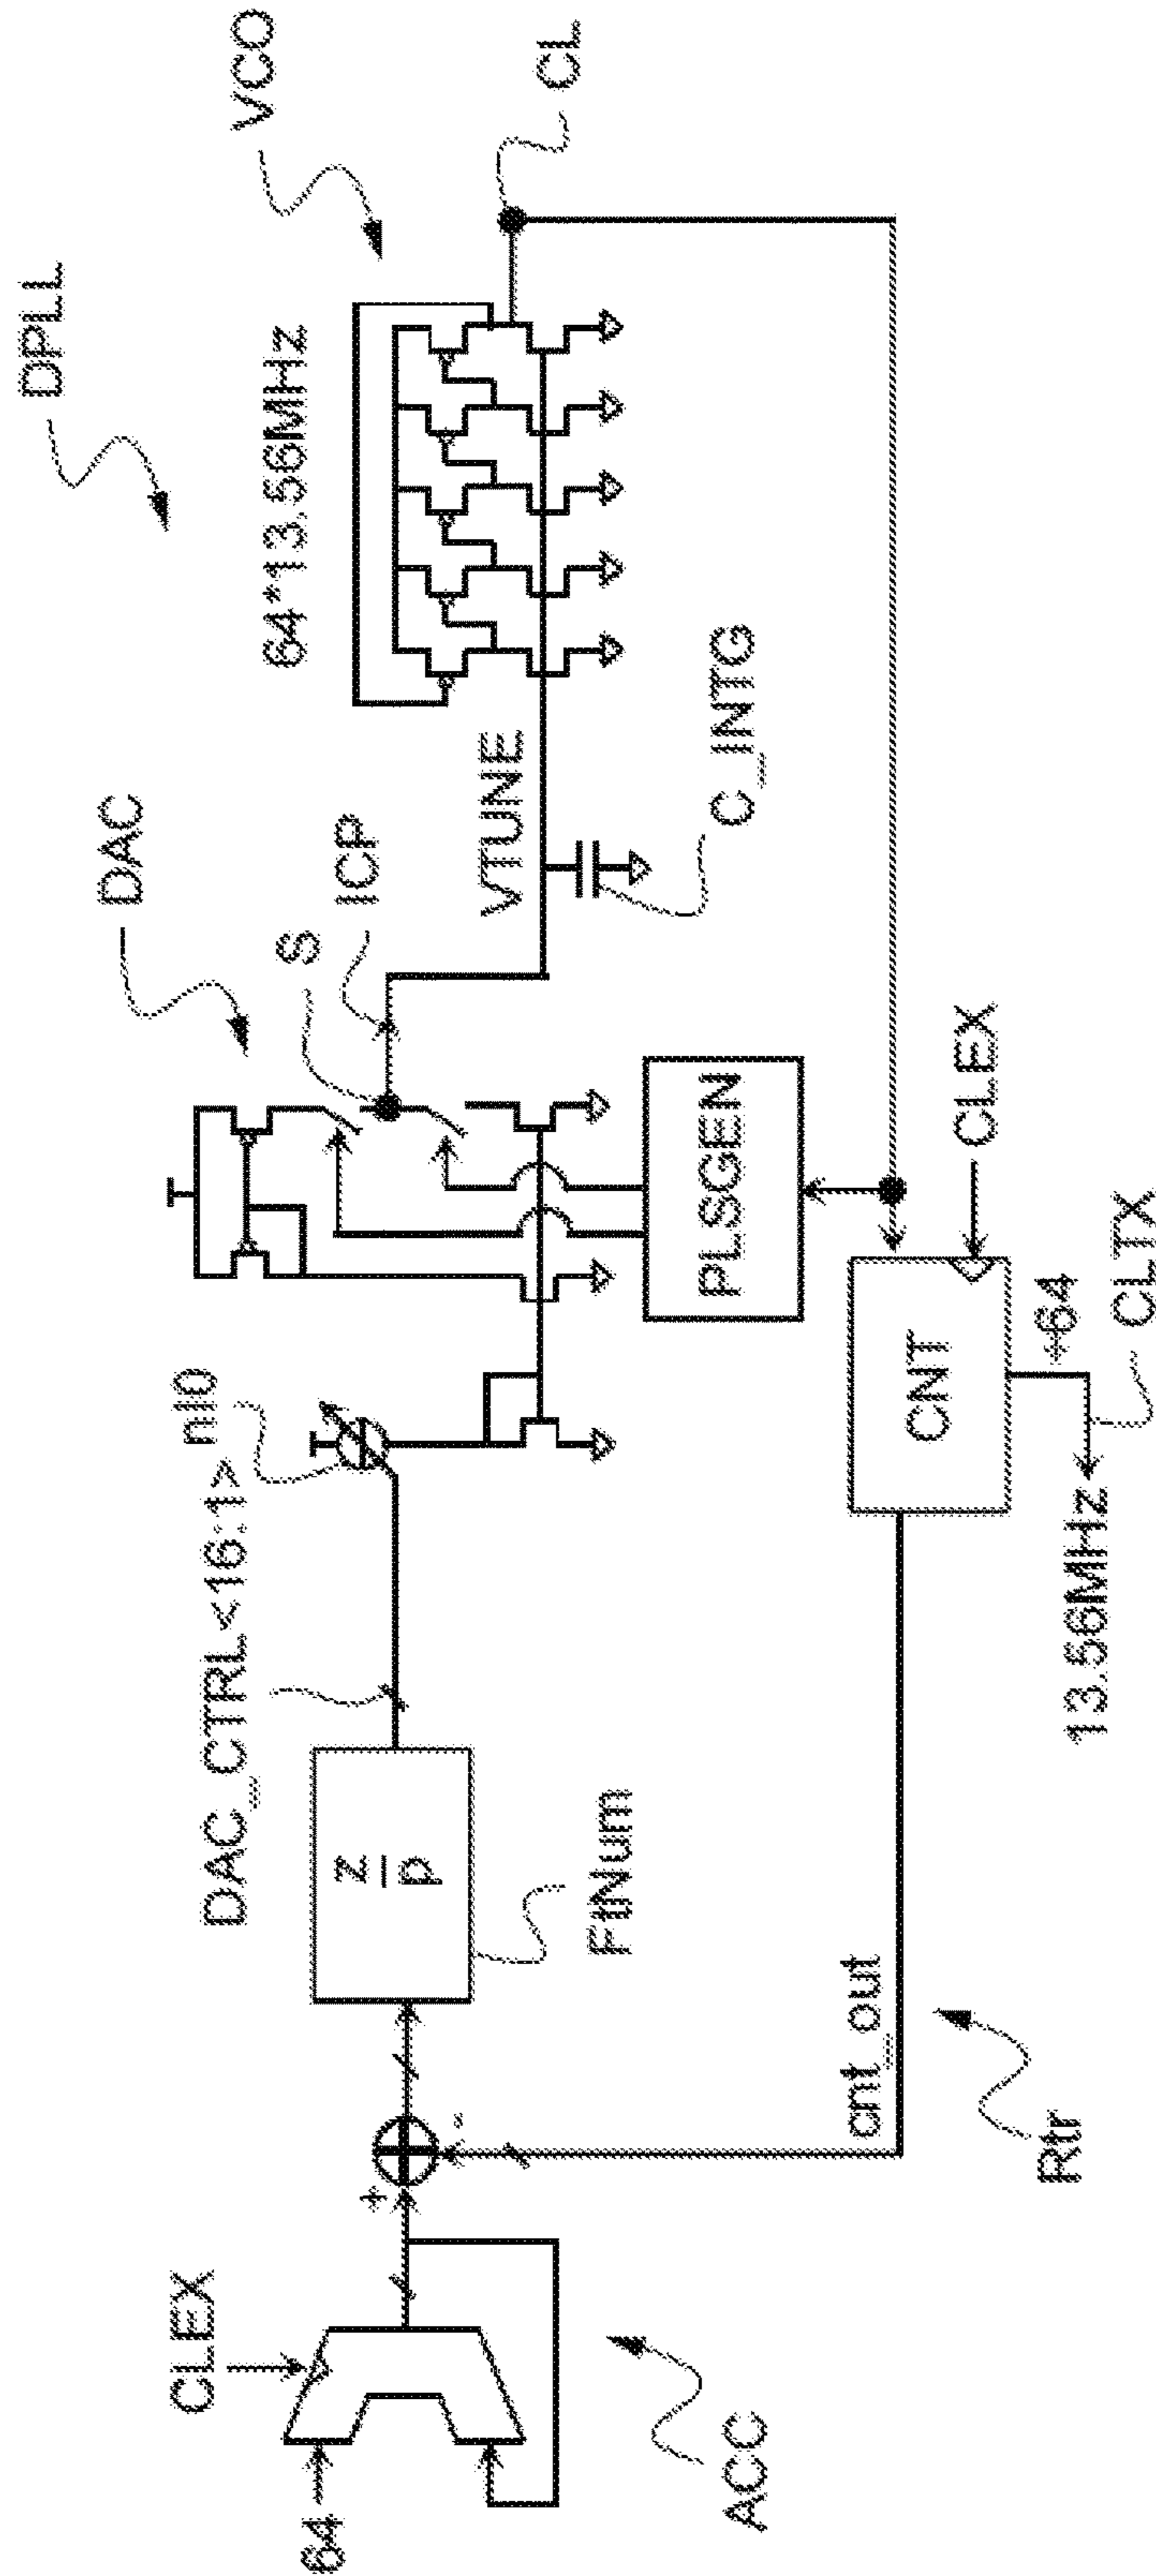 DPLL
VCO
64*13.56MHz
CL
DAC
S
ICP
VTUNE
C_INTG
nI0
DAC_CTRL<16:1>
z
p
FtNum
PLSGEN
CLEX
CNT
÷64
CLTX
13.56MHz
cnt_out
Rtr
+
-
CLEX
64
ACC